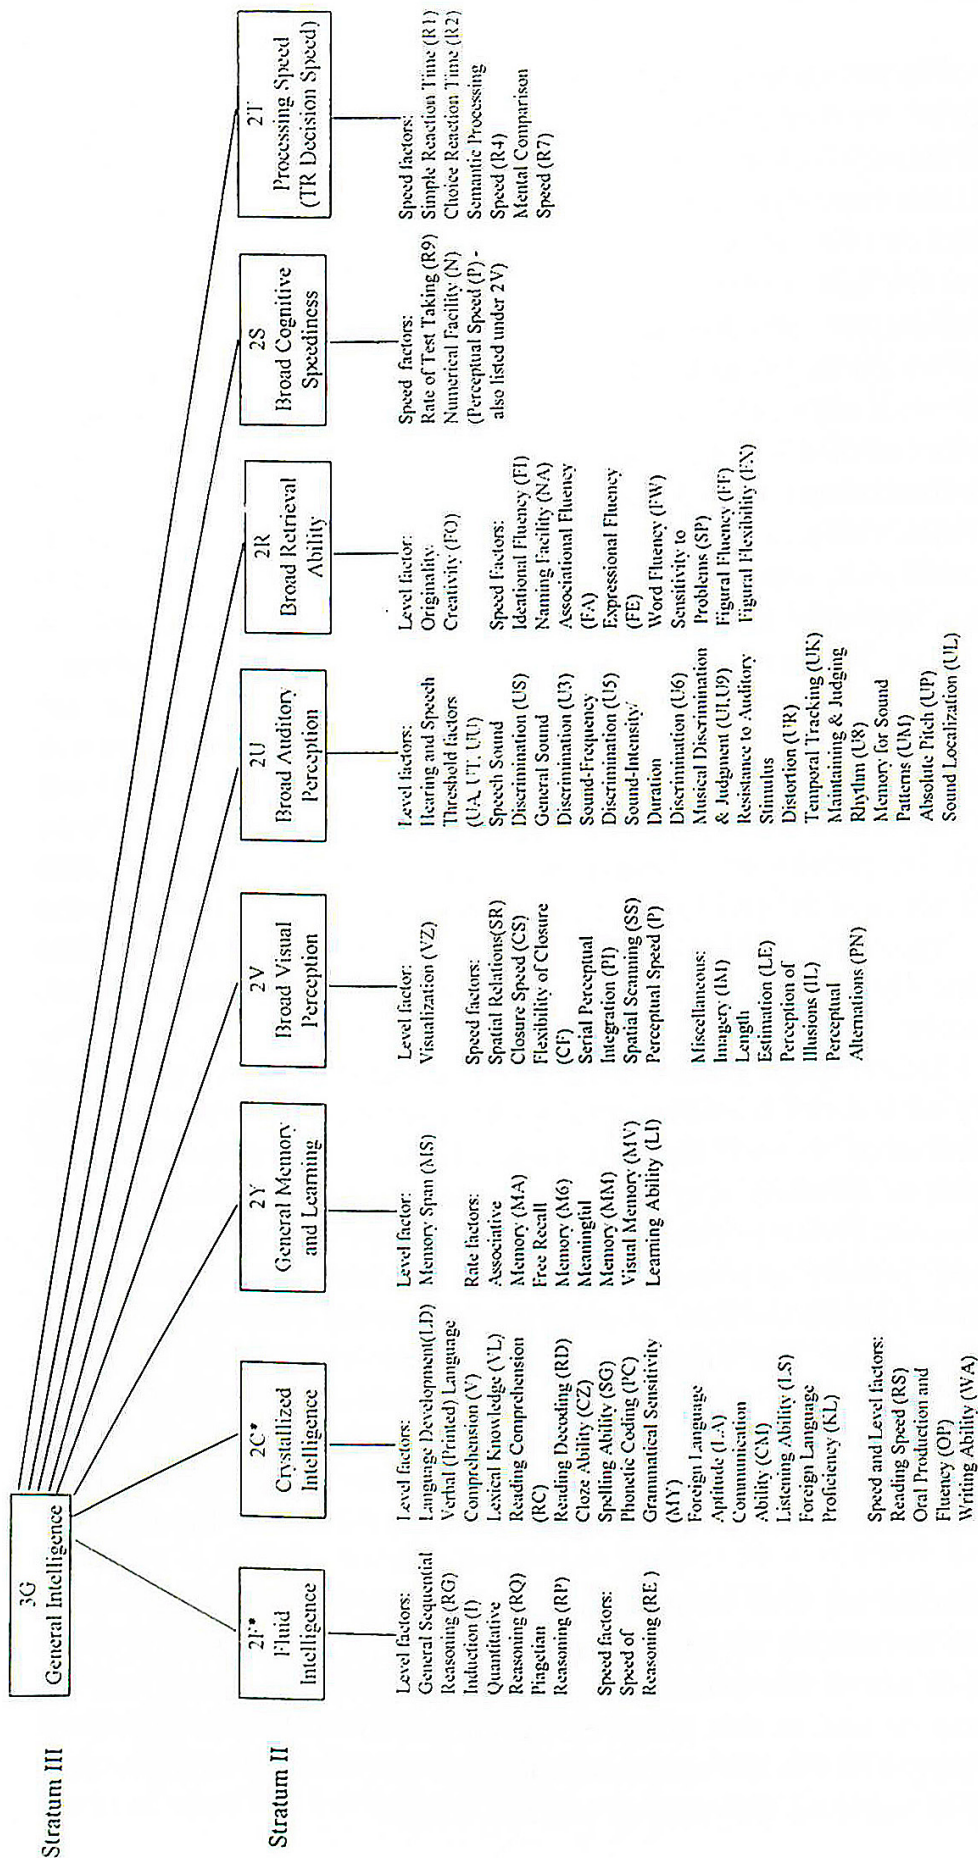 Stratum III
3G
General Intelligence
Stratum II
2F*
Fluid
Intelligence
Level factors:
General Sequential
Reasoning (RG)
Induction (I)
Quantitative
Reasoning (RQ)
Piagetian
Reasoning (RP)
Speed factors:
Speed of
Reasoning (RE )
2C*
Crystallized
Intelligence
Level factors:
Language Development(LD)
Verbal (Printed) Language
Comprehension (V)
Lexical Knowledge (VL)
Reading Comprehension
(RC)
Reading Decoding (RD)
Cloze Ability (CZ)
Spelling Ability (SG)
Phonetic Coding (PC)
Grammatical Sensitivity
(MY)
Foreign Language
Aptitude (LA)
Communication
Ability (CM)
Listening Ability (LS)
Foreign Language
Proficiency (KL)
Speed and Level factors:
Reading Speed (RS)
Oral Production and
Fluency (OP)
Writing Ability (WA)
2Y
General Memory
and Learning
Level factor:
Memory Span (MS)
Rate factors:
Associative
Memory (MA)
Free Recall
Memory (M6)
Meaningful
Memory (MM)
Visual Memory (MV)
Learning Ability (LI)
2V
Broad Visual
Perception
Level factor:
Visualization (VZ)
Speed factors:
Spatial Relations(SR)
Closure Speed (CS)
Flexibility of Closure
(CF)
Serial Perceptual
Integration (PI)
Spatial Scanning (SS)
Perceptual Speed (P)
Miscellaneous:
Imagery (IM)
Length
Estimation (LE)
Perception of
Illusions (IL)
Perceptual
Alternations (PN)
2U
Broad Auditory
Perception
Level factors:
Hearing and Speech
Threshold factors
(UA, UT, UU)
Speech Sound
Discrimination (US)
General Sound
Discrimination (U3)
Sound-Frequency
Discrimination (U5)
Sound-Intensity/
Duration
Discrimination (U6)
Musical Discrimination
& Judgment (UI,U9)
Resistance to Auditory
Stimulus
Distortion (UR)
Temporal Tracking (UK)
Maintaining & Judging
Rhythm (U8)
Memory for Sound
Patterns (UM)
Absolute Pitch (UP)
Sound Localization (UL)
2R
Broad Retrieval
Ability
Level factor:
Originality/
Creativity (FO)
Speed Factors:
Ideational Fluency (FI)
Naming Facility (NA)
Associational Fluency
(FA)
Expressional Fluency
(FE)
Word Fluency (FW)
Sensitivity to
Problems (SP)
Figural Fluency (FF)
Figural Flexibility (FX)
2S
Broad Cognitive
Speediness
Speed factors:
Rate of Test Taking (R9)
Numerical Facility (N)
(Perceptual Speed (P) -
also listed under 2V)
2T
Processing Speed
(TR Decision Speed)
Speed factors:
Simple Reaction Time (R1)
Choice Reaction Time (R2)
Semantic Processing
Speed (R4)
Mental Comparison
Speed (R7)